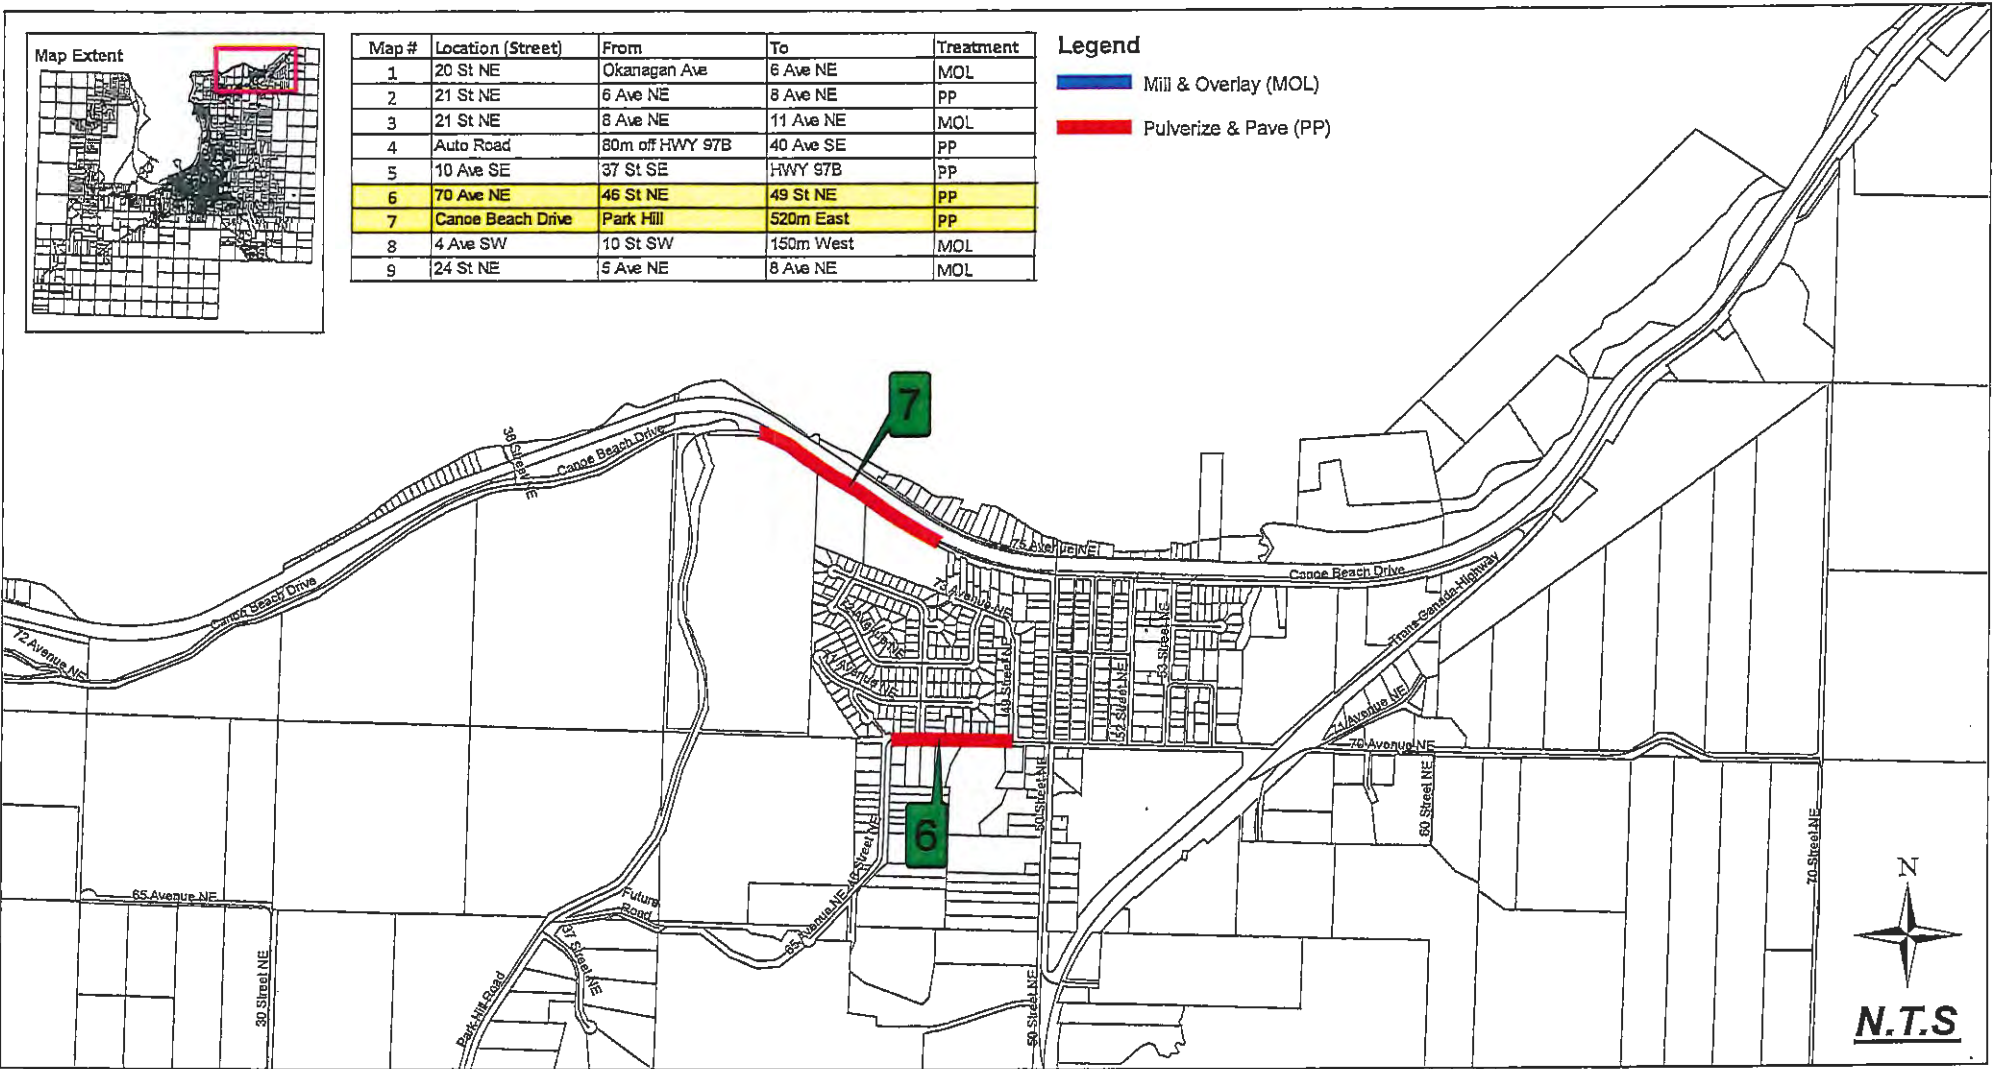 Map Extent
Map # Location (Street) From To Treatment
1 20 St NE Okanagan Ave 6 Ave NE MOL
2 21 St NE 6 Ave NE 8 Ave NE PP
3 21 St NE 8 Ave NE 11 Ave NE MOL
4 Auto Road 80m off HWY 97B 40 Ave SE PP
5 10 Ave SE 37 St SE HWY 97B PP
6 70 Ave NE 46 St NE 49 St NE PP
7 Canoe Beach Drive Park Hill 520m East PP
8 4 Ave SW 10 St SW 150m West MOL
9 24 St NE 5 Ave NE 8 Ave NE MOL
Legend
Mill & Overlay (MOL)
Pulverize & Pave (PP)
7
36 Street NE
Canoe Beach Drive
75 Avenue NE
Canoe Beach Drive
Canoe Beach Drive
73 Avenue NE
72 Avenue NE
Trans-Canada-Highway
72 Avenue NE
71 Avenue NE
49 Street NE
52 Street NE
53 Street NE
71 Avenue NE
70 Avenue NE
6
50 Street NE
60 Street NE
70 Street NE
46 Street NE
65 Avenue NE
Future
Road
65 Avenue NE
37 Street NE
30 Street NE
Park Hill Road
50 Street NE
N
N.T.S